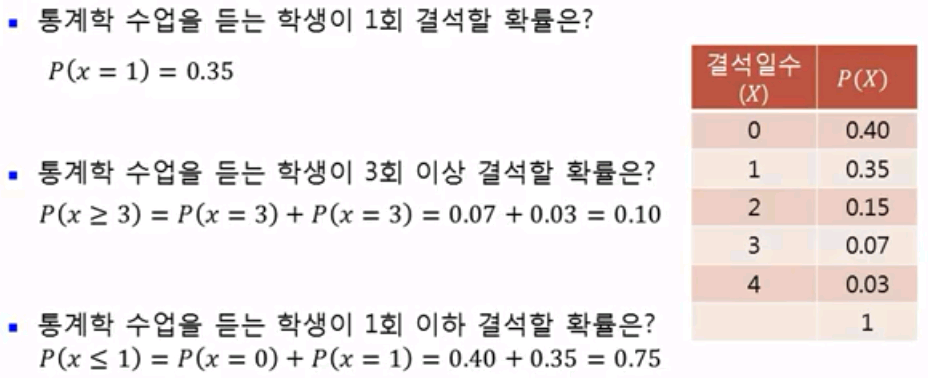 ▪ 통계학 수업을 듣는 학생이 1회 결석할 확률은?
P(x = 1) = 0.35
▪ 통계학 수업을 듣는 학생이 3회 이상 결석할 확률은?
P(x ≥ 3) = P(x = 3) + P(x = 3) = 0.07 + 0.03 = 0.10
▪ 통계학 수업을 듣는 학생이 1회 이하 결석할 확률은?
P(x ≤ 1) = P(x = 0) + P(x = 1) = 0.40 + 0.35 = 0.75
결석일수 (X) P(X)
0 0.40
1 0.35
2 0.15
3 0.07
4 0.03
1